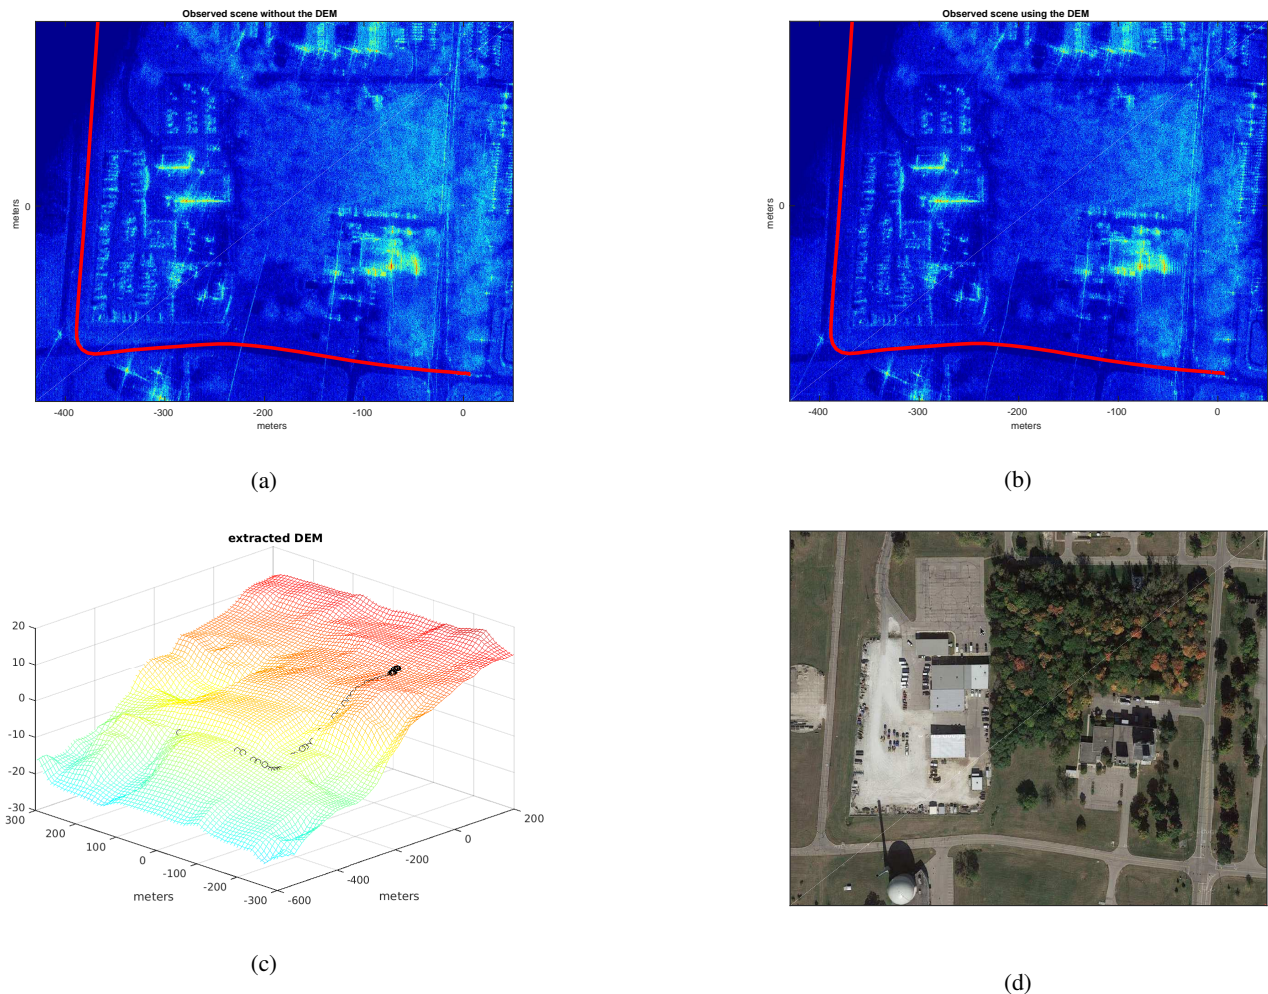 Observed scene without the DEM
meters
0
-400 -300 -200 -100 0
meters
(a)
Observed scene using the DEM
meters
0
-400 -300 -200 -100 0
meters
(b)
extracted DEM
20
10
0
-10
-20
-30
300 200 100 0 -100 -200 -300
meters
-600 -400 -200 0 200
meters
(c)
(d)